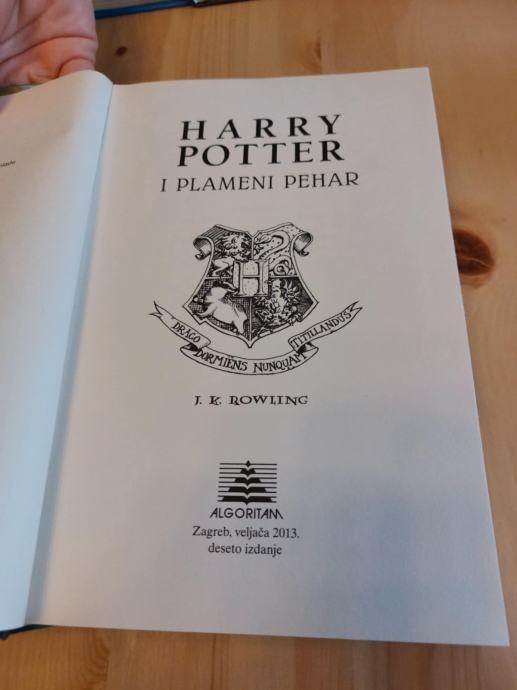 HARRY
POTTER
I PLAMENI PEHAR
H
DRACO
DORMIENS NUNQUAM
TITILLANDUS
J. K. ROWLING
ALGORITAM
Zagreb, veljača 2013.
deseto izdanje